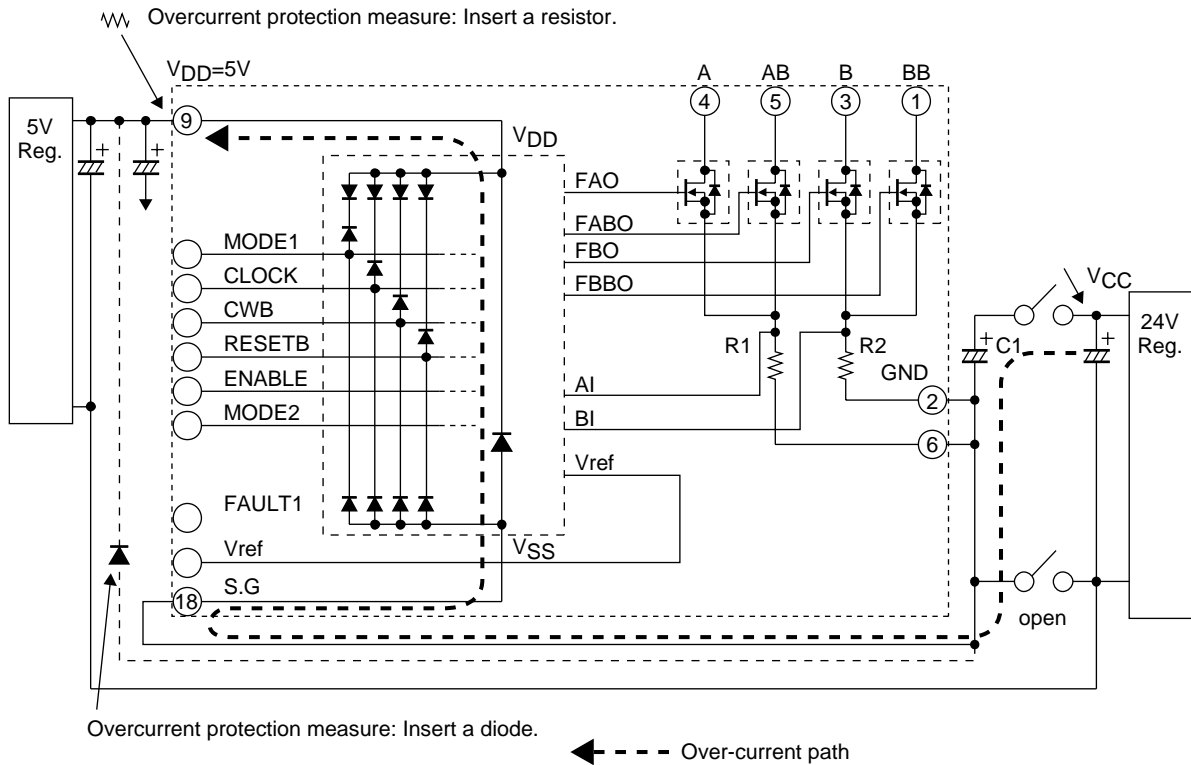 Overcurrent protection measure: Insert a resistor.
VDD=5V
A
AB
B
BB
4
5
3
1
5V
Reg.
+
+
9
VDD
FAO
FABO
FBO
FBBO
MODE1
CLOCK
CWB
RESETB
ENABLE
MODE2
R1
R2
GND
2
6
AI
BI
Vref
VCC
+
C1
+
24V
Reg.
FAULT1
Vref
VSS
S.G
18
open
Overcurrent protection measure: Insert a diode.
Over-current path